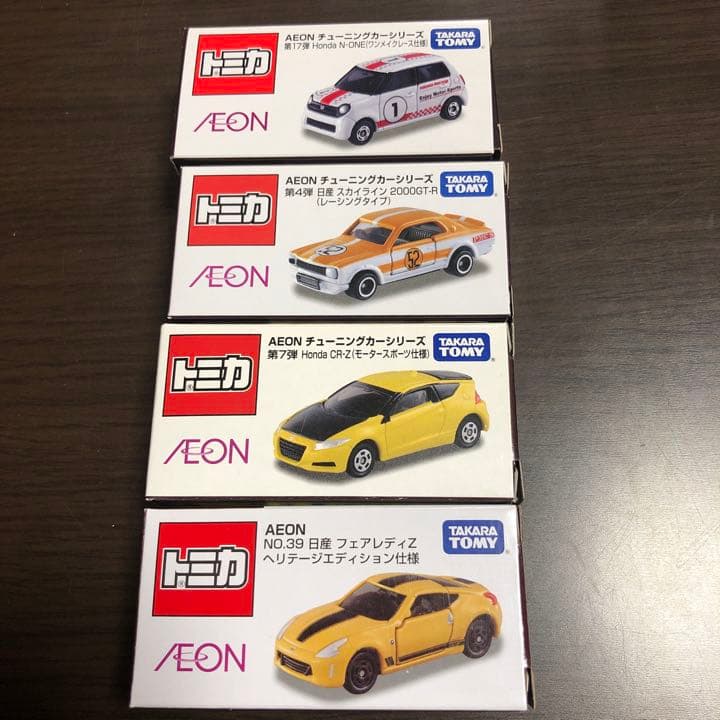 トミカ
AEON
AEON チューニングカーシリーズ
第17弾 Honda N-ONE(ワンメイクレース仕様)
TAKARA
TOMY
1
Enjoy Motor Sports
トミカ
AEON
AEON チューニングカーシリーズ
第4弾 日産 スカイライン 2000GT-R
(レーシングタイプ)
TAKARA
TOMY
52
52
トミカ
AEON
AEON チューニングカーシリーズ
第7弾 Honda CR-Z(モータースポーツ仕様)
TAKARA
TOMY
トミカ
AEON
AEON
NO.39 日産 フェアレディZ
ヘリテージエディション仕様
TAKARA
TOMY